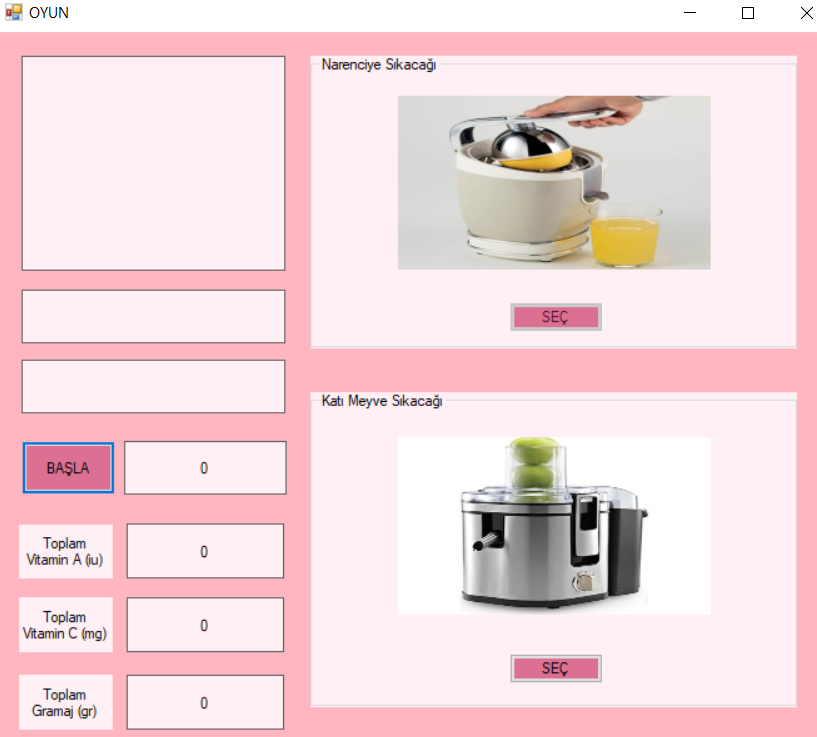 OYUN
Narenciye Sıkacağı
SEÇ
BAŞLA
0
Toplam
Vitamin A (iu)
0
Toplam
Vitamin C (mg)
0
Toplam
Gramaj (gr)
0
Katı Meyve Sıkacağı
SEÇ